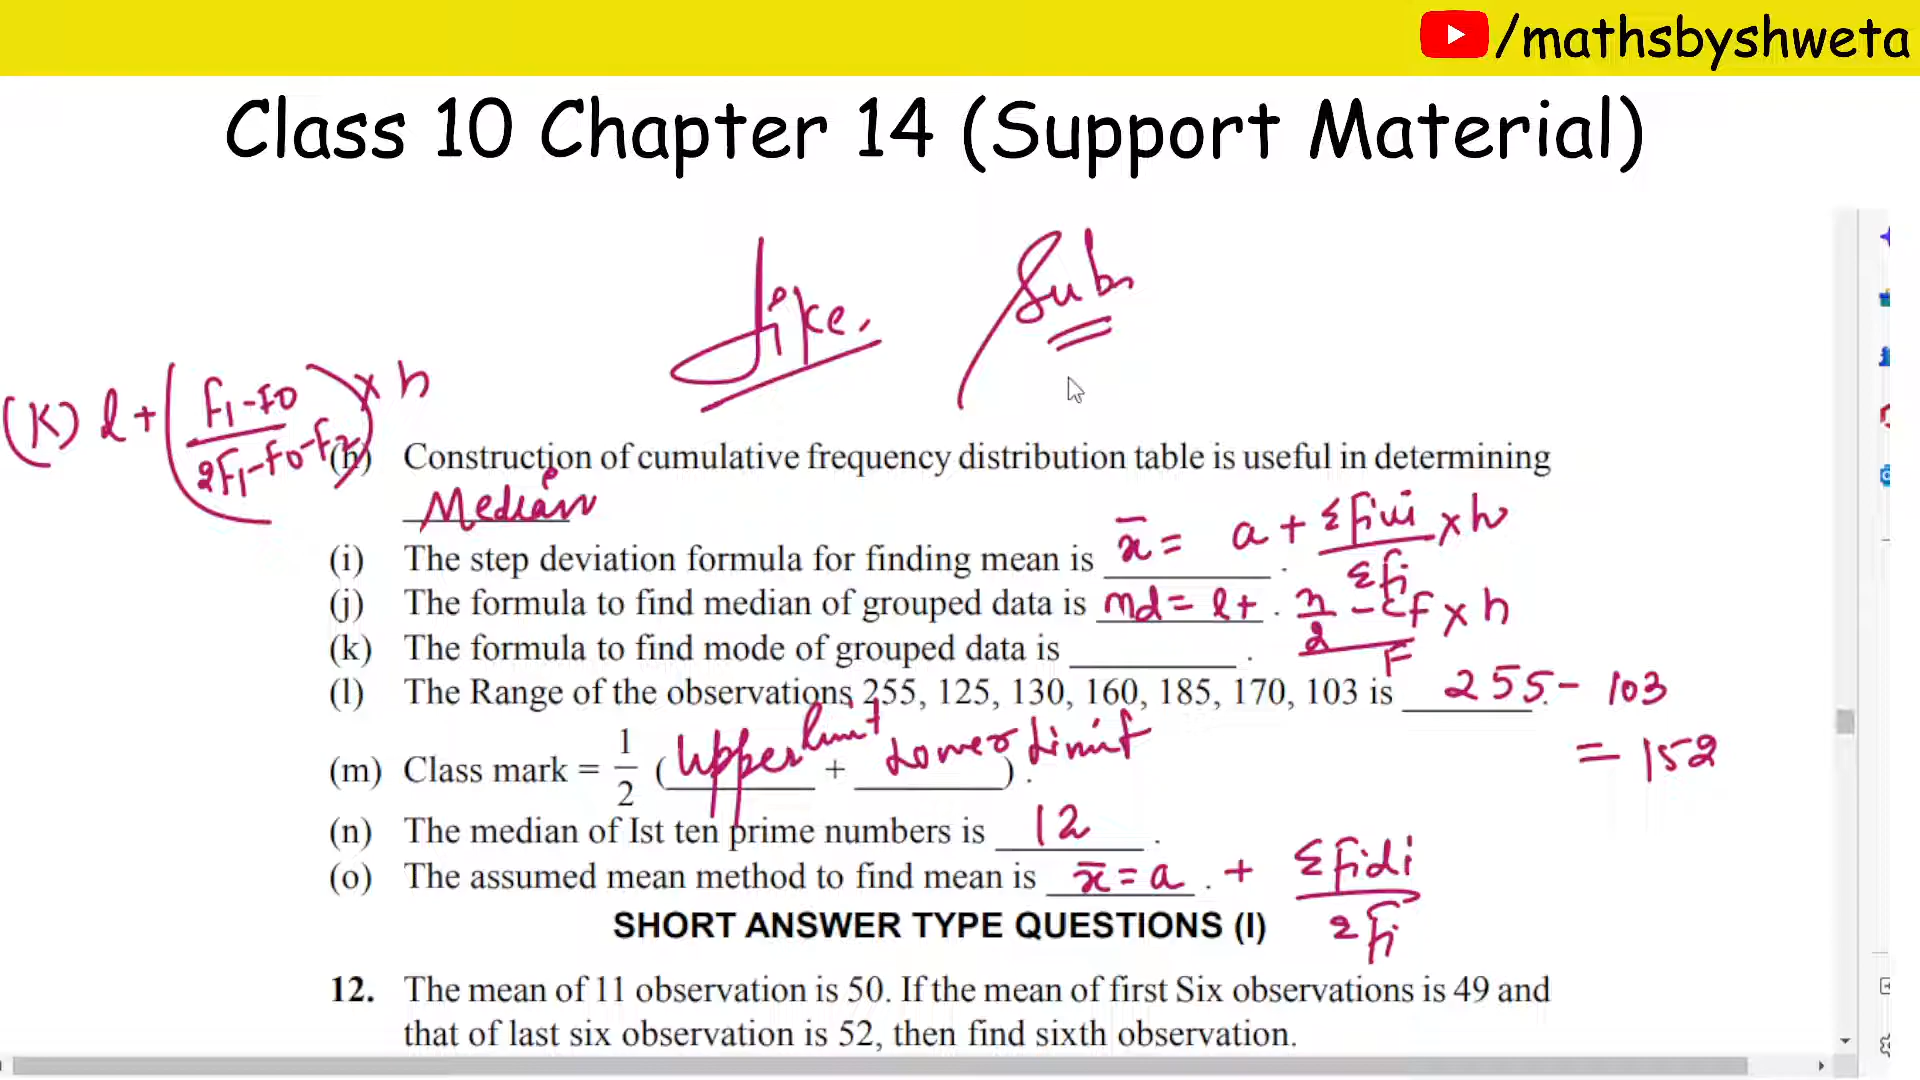 /mathsbyshweta
Class 10 Chapter 14 (Support Material)
Like, Sub
(K) l + (F1-F0 / 2F1-F0-F2) x h
(h) Construction of cumulative frequency distribution table is useful in determining
Median
(i) The step deviation formula for finding mean is x̄ = a + Σfiui / Σfi x h .
(j) The formula to find median of grouped data is md = l + . n/2 - CF / F x h
(k) The formula to find mode of grouped data is ________ .
(l) The Range of the observations 255, 125, 130, 160, 185, 170, 103 is ________ . 255 - 103
= 152
(m) Class mark = 1/2 (Upper limit + Lower Limit) .
(n) The median of Ist ten prime numbers is 12 .
(o) The assumed mean method to find mean is x̄ = a . + Σfidi / Σfi
SHORT ANSWER TYPE QUESTIONS (I)
12. The mean of 11 observation is 50. If the mean of first Six observations is 49 and
that of last six observation is 52, then find sixth observation.